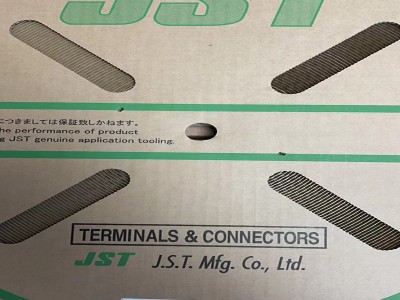 JST
につきましては保証致しかねます。
he performance of product
g JST genuine application tooling.
TERMINALS & CONNECTORS
JST J.S.T. Mfg. Co., Ltd.